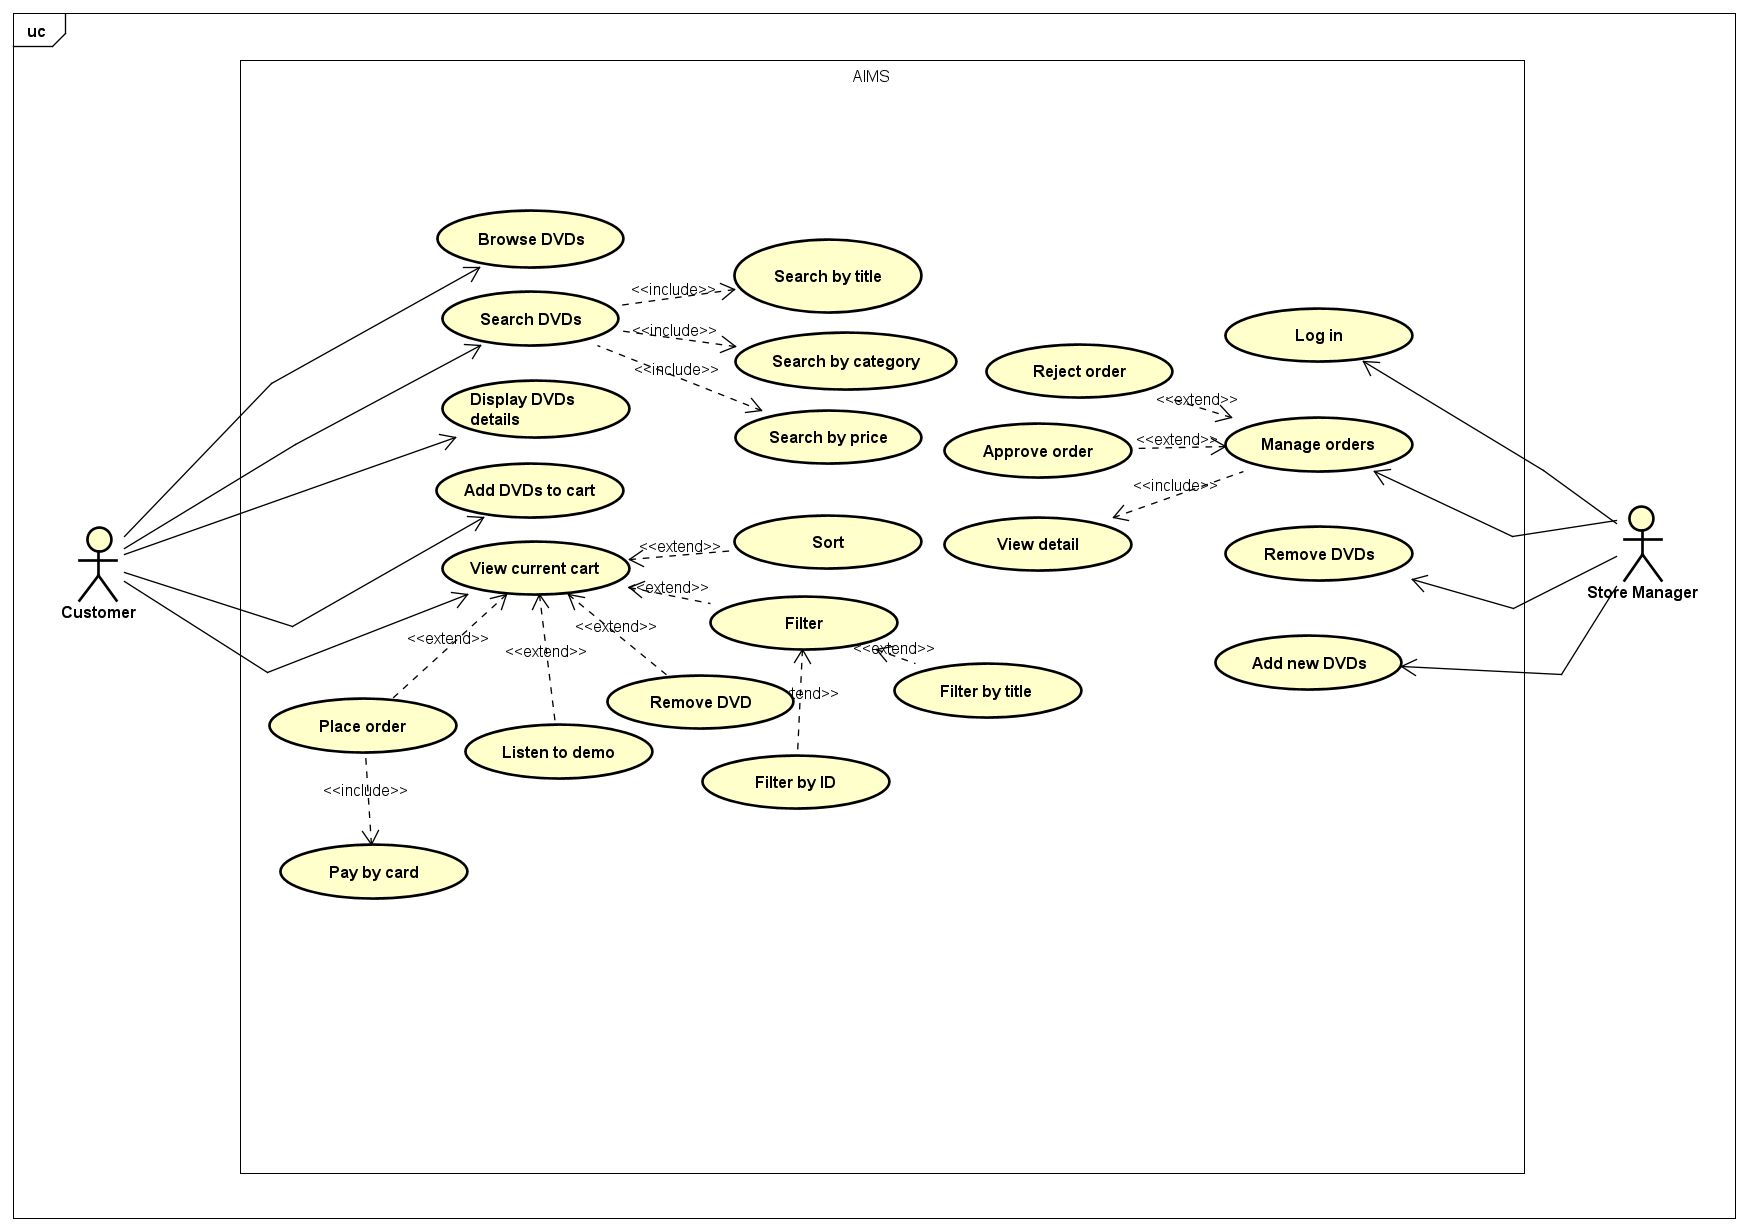 uc
AIMS
Browse DVDs
Search by title
<<include>>
Search DVDs
<<include>>
Log in
Search by category
<<include>>
Reject order
Display DVDs
details
<<extend>>
Search by price
<<extend>>
Manage orders
Approve order
<<include>>
Add DVDs to cart
Sort
View detail
<<extend>>
Remove DVDs
View current cart
<<extend>>
Store Manager
Customer
Filter
<<extend>>
<<extend>>
<<extend>>
<<extend>>
Add new DVDs
Filter by title
tend>>
Remove DVD
Place order
Listen to demo
Filter by ID
<<include>>
Pay by card